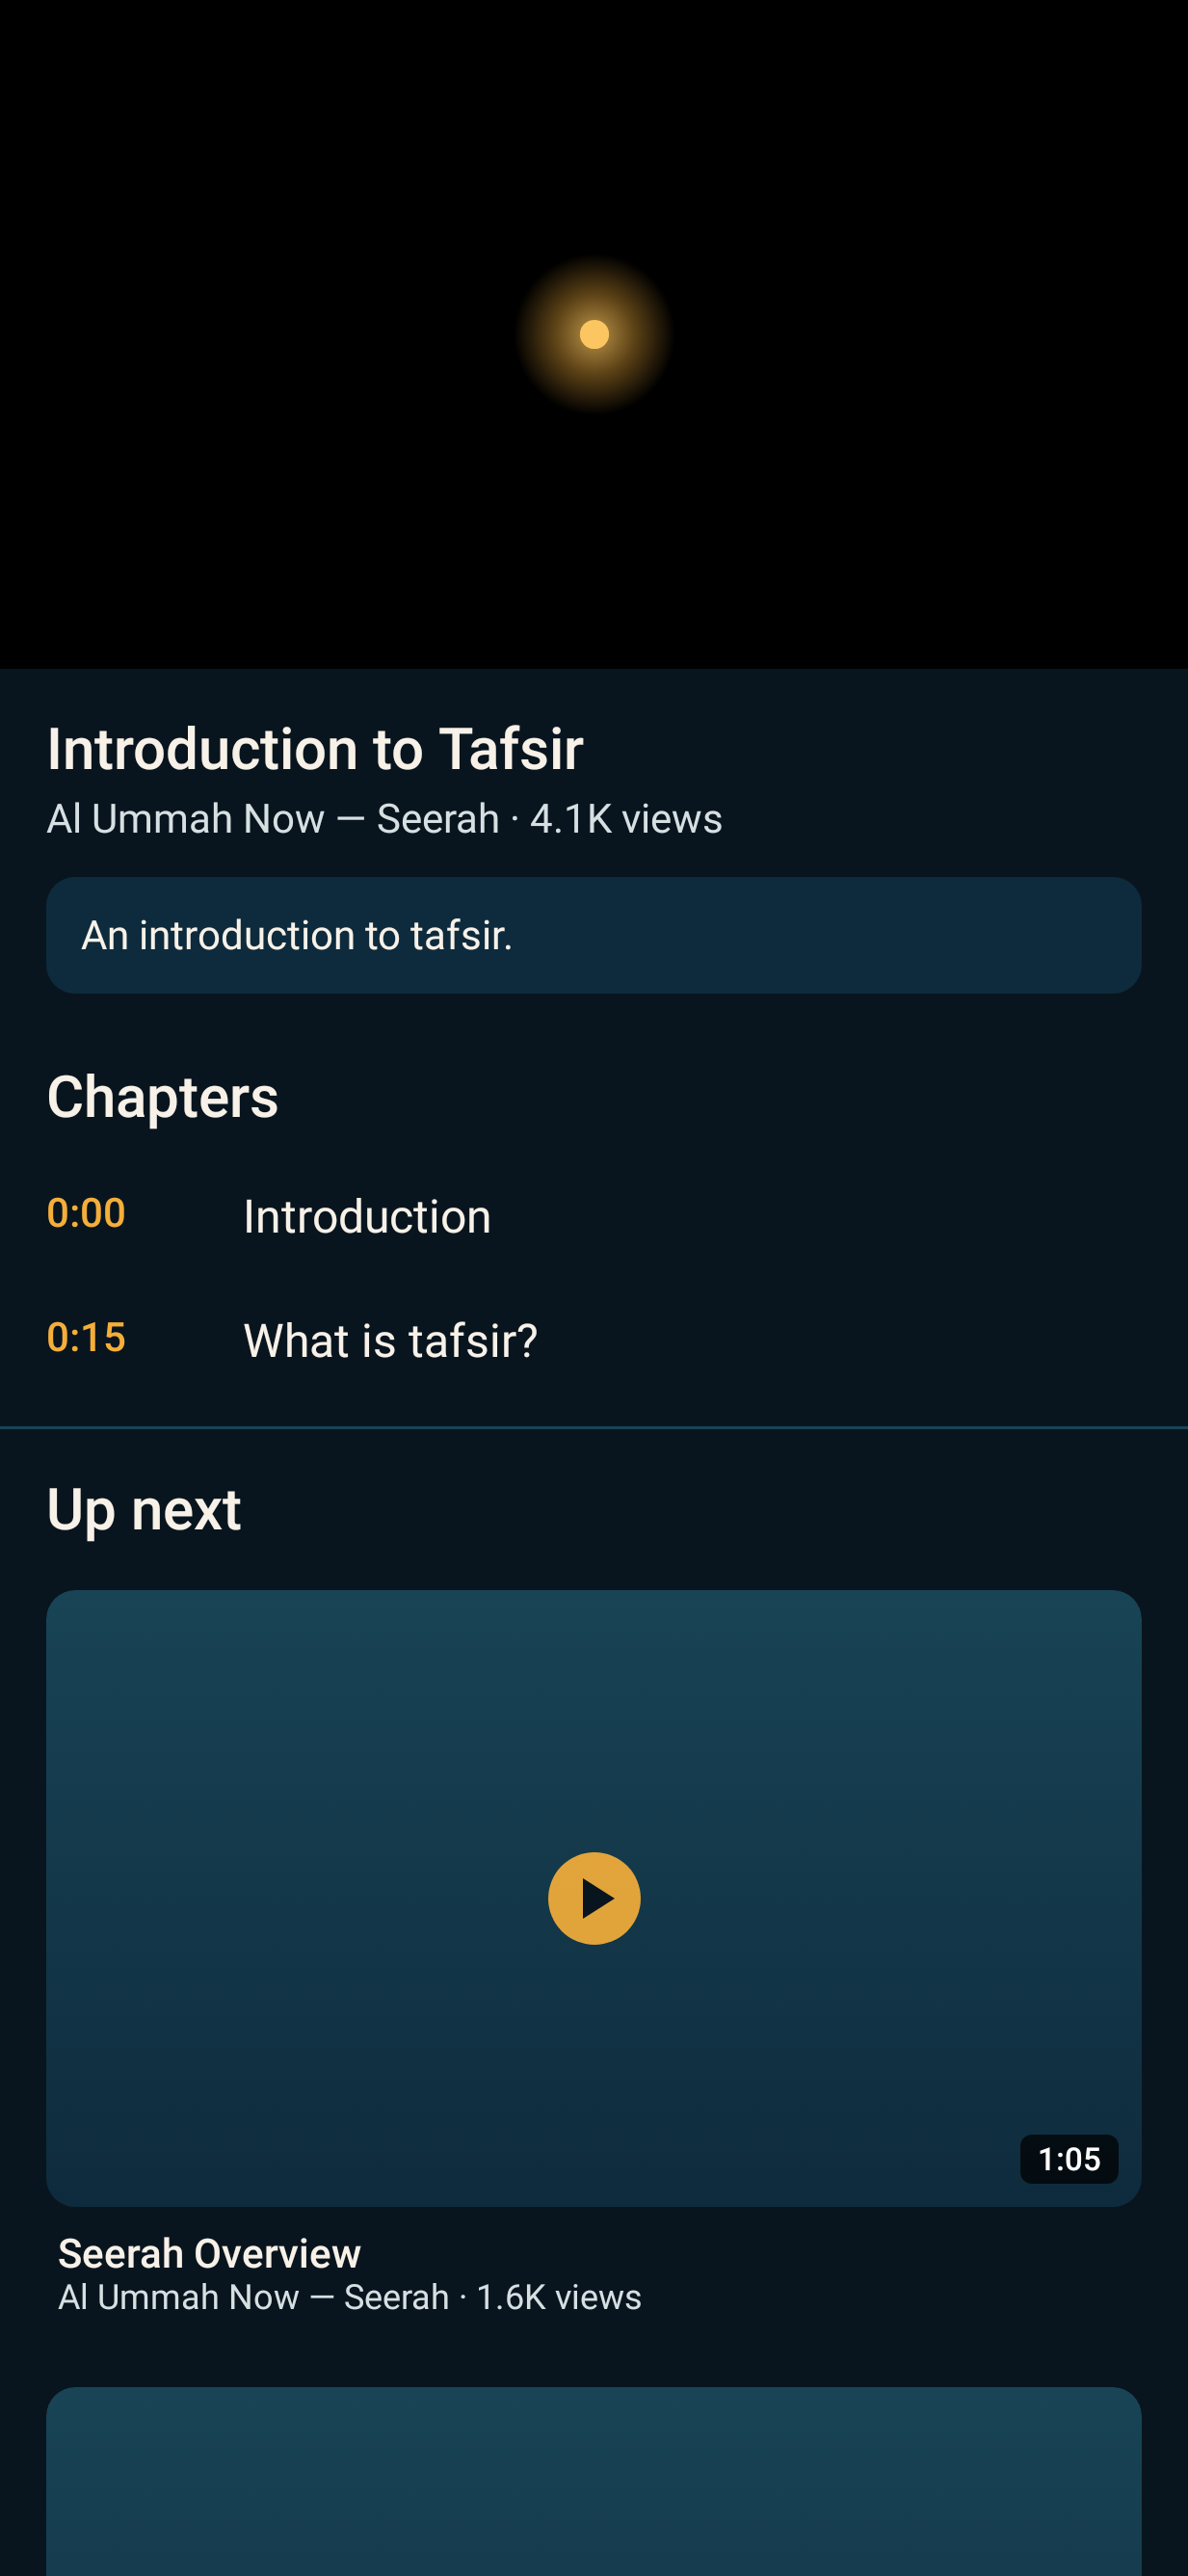 Introduction to Tafsir
Al Ummah Now — Seerah · 4.1K views
An introduction to tafsir.
Chapters
0:00 Introduction
0:15 What is tafsir?
Up next
1:05
Seerah Overview
Al Ummah Now — Seerah · 1.6K views